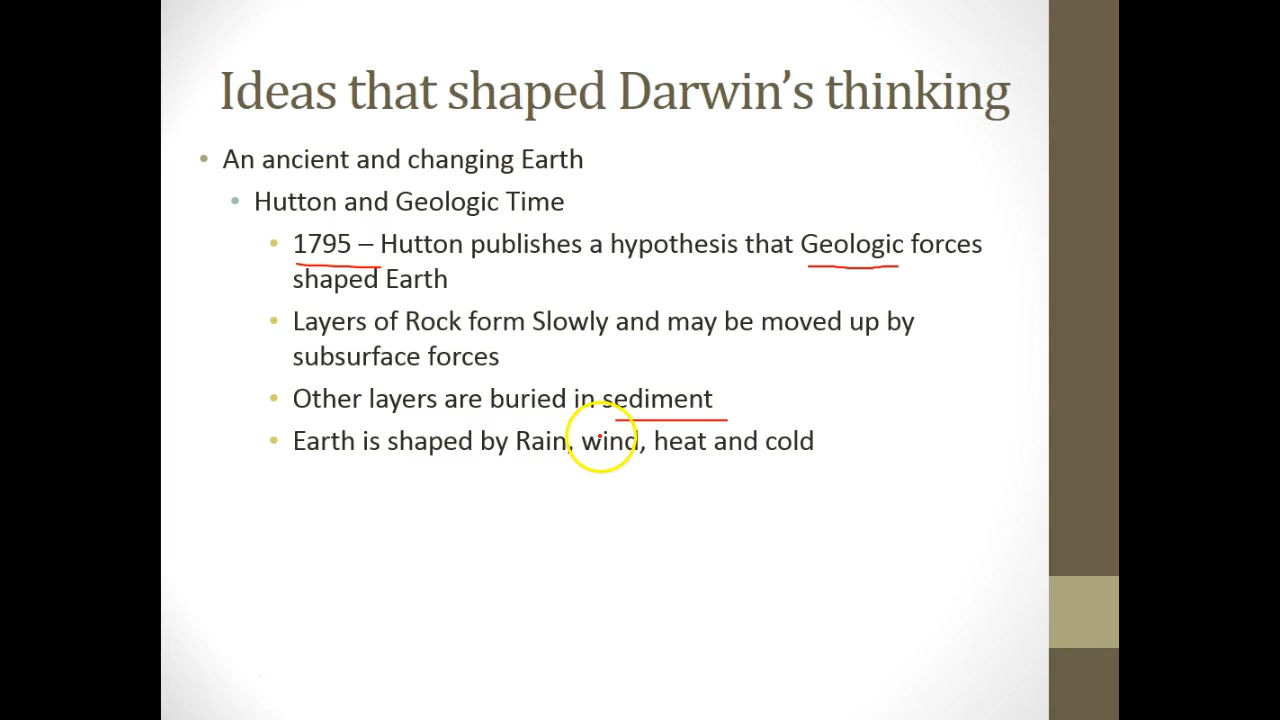 Ideas that shaped Darwin's thinking
• An ancient and changing Earth
• Hutton and Geologic Time
• 1795 – Hutton publishes a hypothesis that Geologic forces
shaped Earth
• Layers of Rock form Slowly and may be moved up by
subsurface forces
• Other layers are buried in sediment
• Earth is shaped by Rain, wind, heat and cold